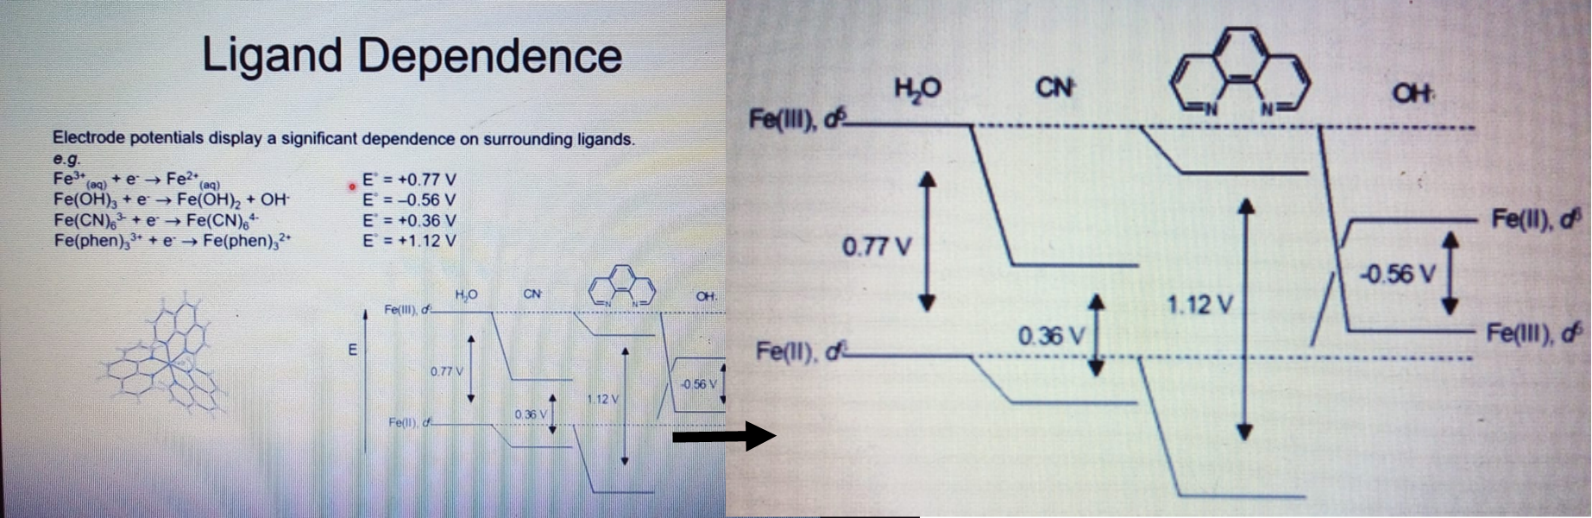 Ligand Dependence
Electrode potentials display a significant dependence on surrounding ligands.
e.g.
Fe³⁺(aq) + e⁻ → Fe²⁺(aq) E° = +0.77 V
Fe(OH)₃ + e⁻ → Fe(OH)₂ + OH⁻ E° = –0.56 V
Fe(CN)₆³⁻ + e⁻ → Fe(CN)₆⁴⁻ E° = +0.36 V
Fe(phen)₃³⁺ + e⁻ → Fe(phen)₃²⁺ E° = +1.12 V
H₂O CN⁻ N N OH⁻
Fe(III), d
E
0.77 V
-0.56 V
1.12 V
0.36 V
Fe(II), d
H₂O CN⁻ N N OH⁻
Fe(III), d⁵
Fe(II), d⁶
0.77 V
-0.56 V
1.12 V
0.36 V
Fe(III), d⁵
Fe(II), d⁶